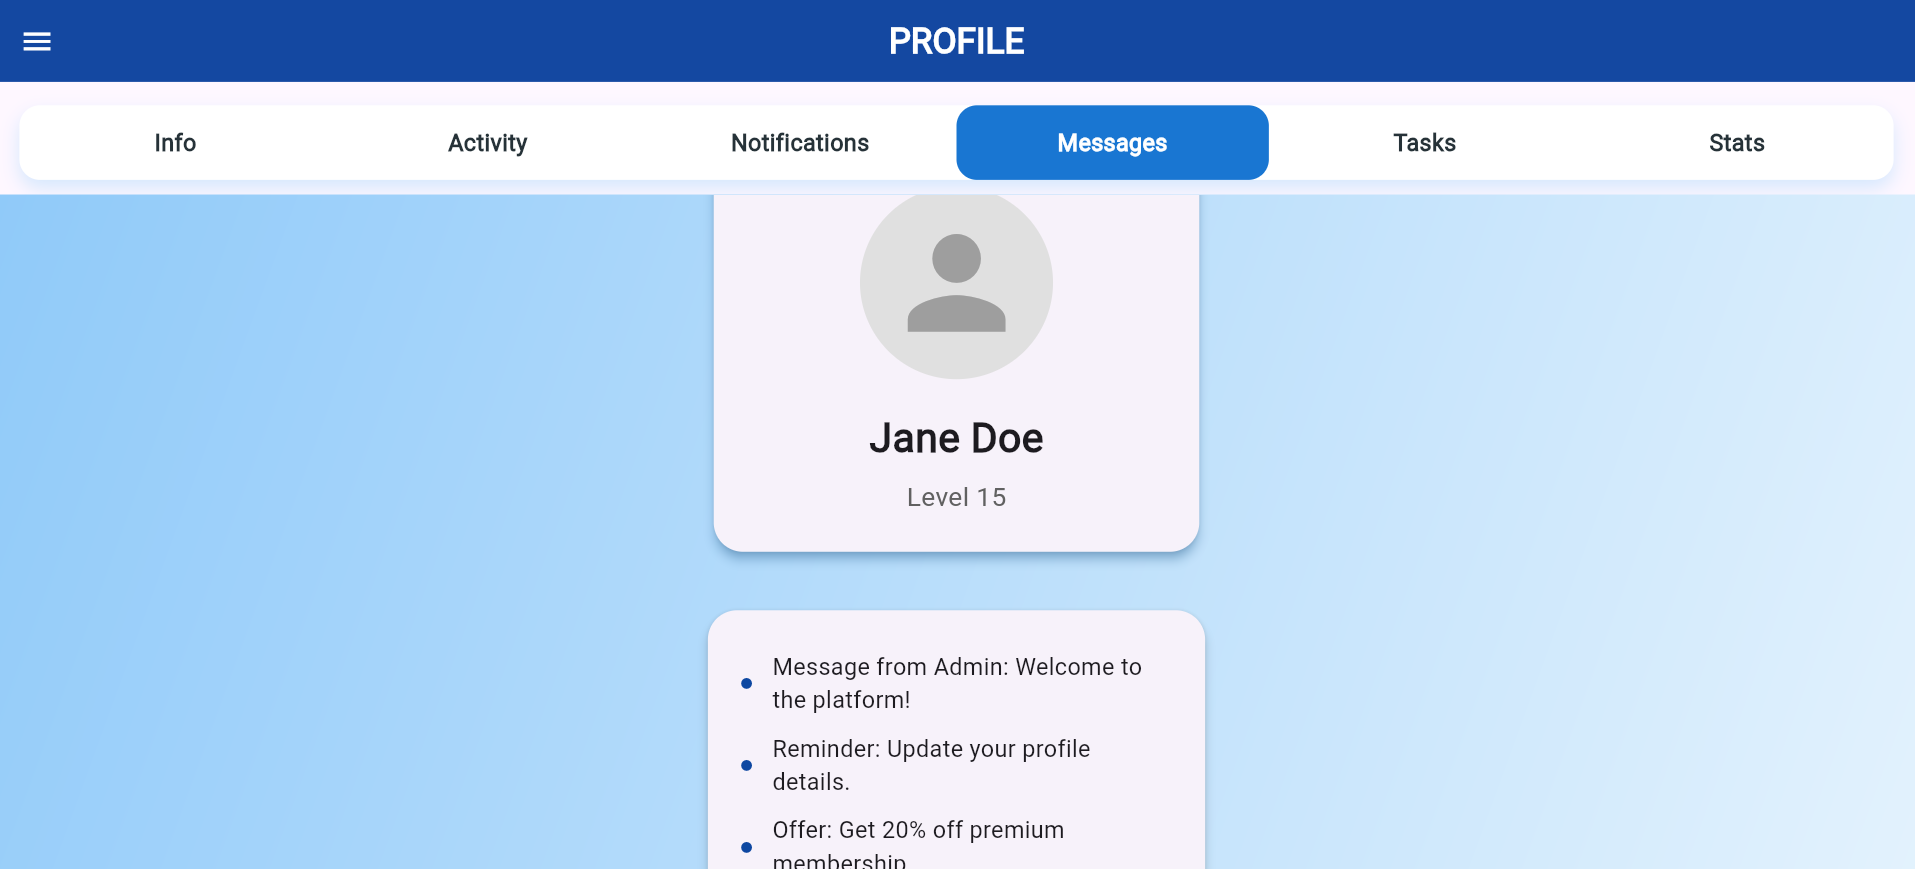 PROFILE
Info
Activity
Notifications
Messages
Tasks
Stats
Jane Doe
Level 15
Message from Admin: Welcome to
the platform!
Reminder: Update your profile
details.
Offer: Get 20% off premium
membership